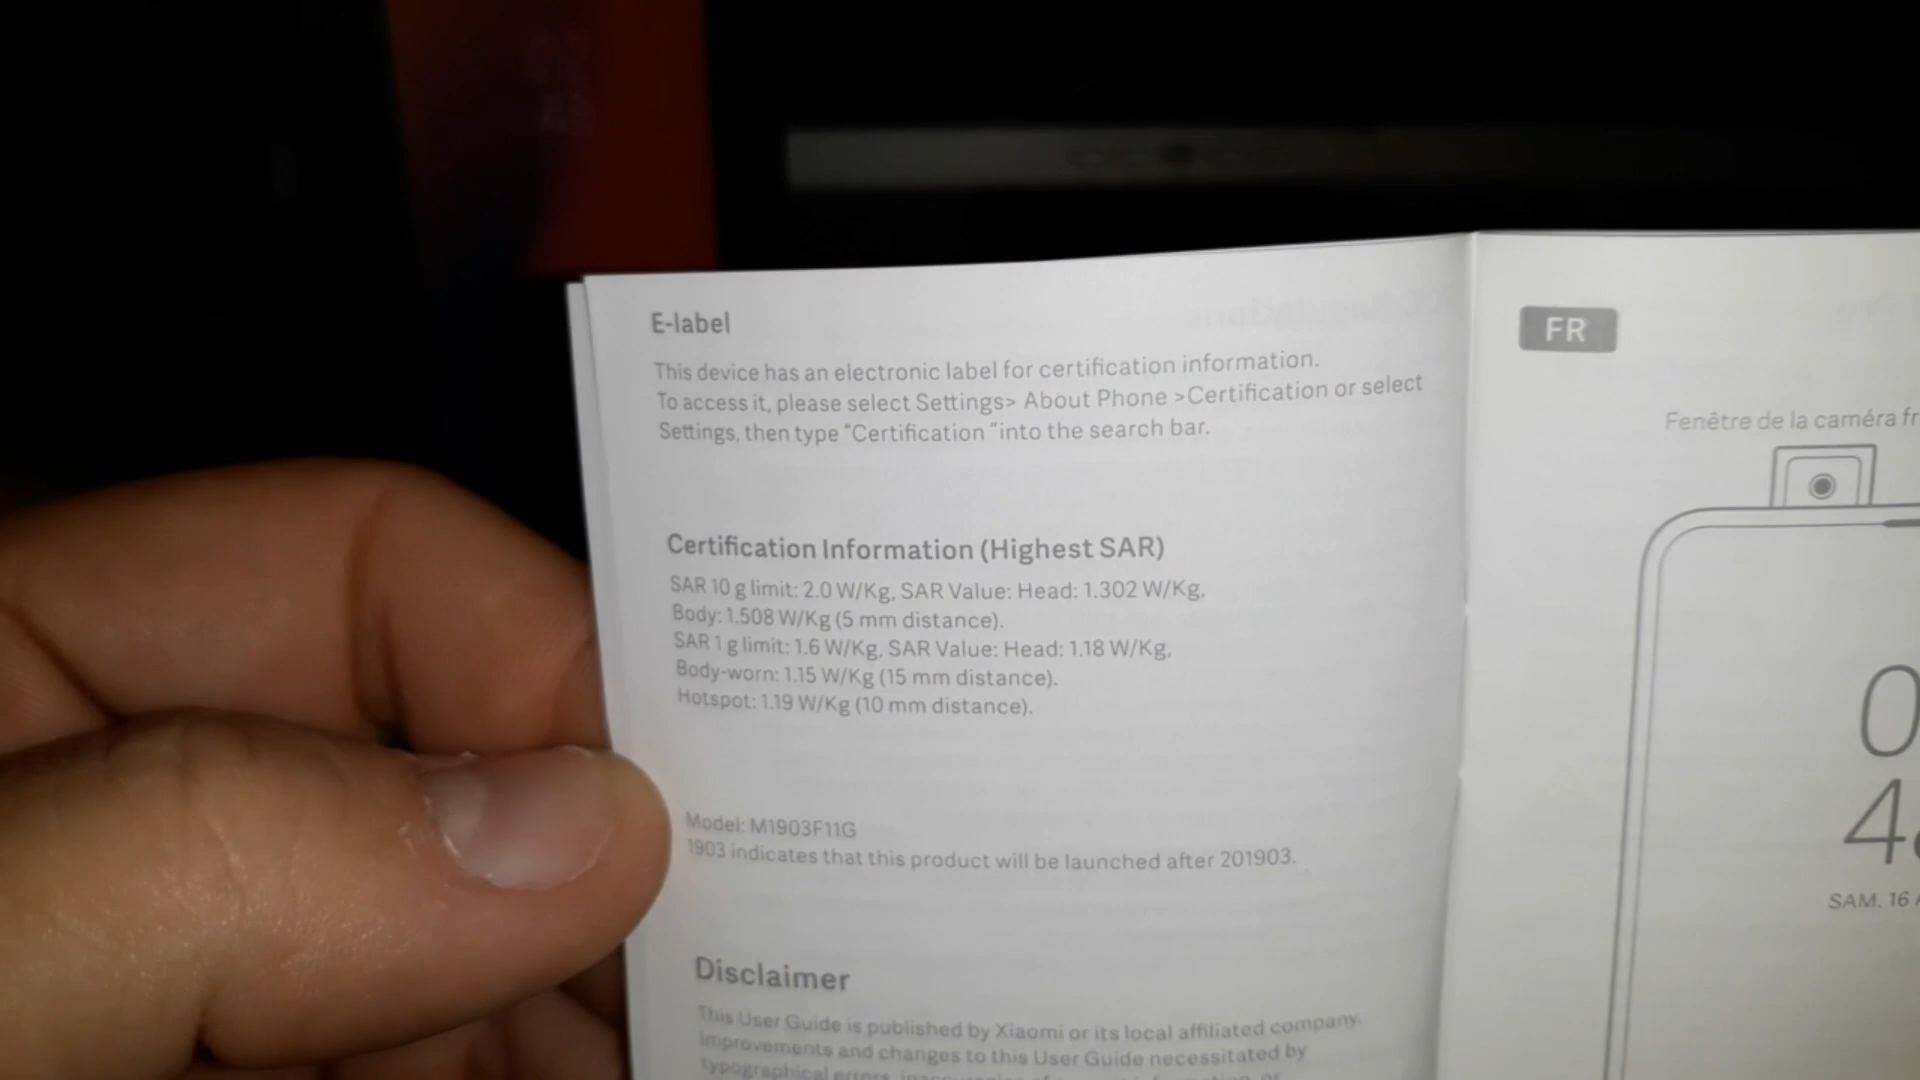 E-label
This device has an electronic label for certification information.
To access it, please select Settings> About Phone >Certification or select
Settings, then type “Certification “into the search bar.
Certification Information (Highest SAR)
SAR 10 g limit: 2.0 W/Kg, SAR Value: Head: 1.302 W/Kg,
Body: 1.508 W/Kg (5 mm distance).
SAR 1 g limit: 1.6 W/Kg, SAR Value: Head: 1.18 W/Kg,
Body-worn: 1.15 W/Kg (15 mm distance).
Hotspot: 1.19 W/Kg (10 mm distance).
Model: M1903F11G
1903 indicates that this product will be launched after 201903.
Disclaimer
This User Guide is published by Xiaomi or its local affiliated company.
Improvements and changes to this User Guide necessitated by
typographical errors,
FR
Fenêtre de la caméra fr
0
4
SAM. 16